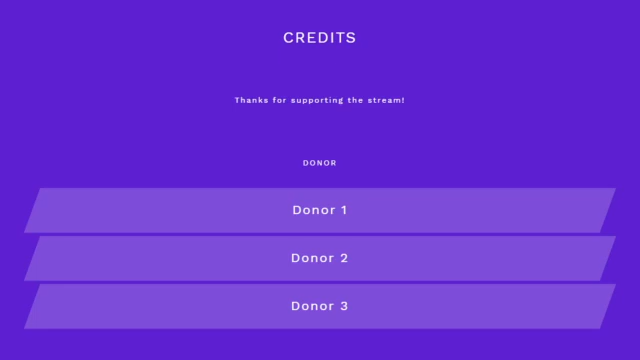 CREDITS
Thanks for supporting the stream!
DONOR
Donor 1
Donor 2
Donor 3